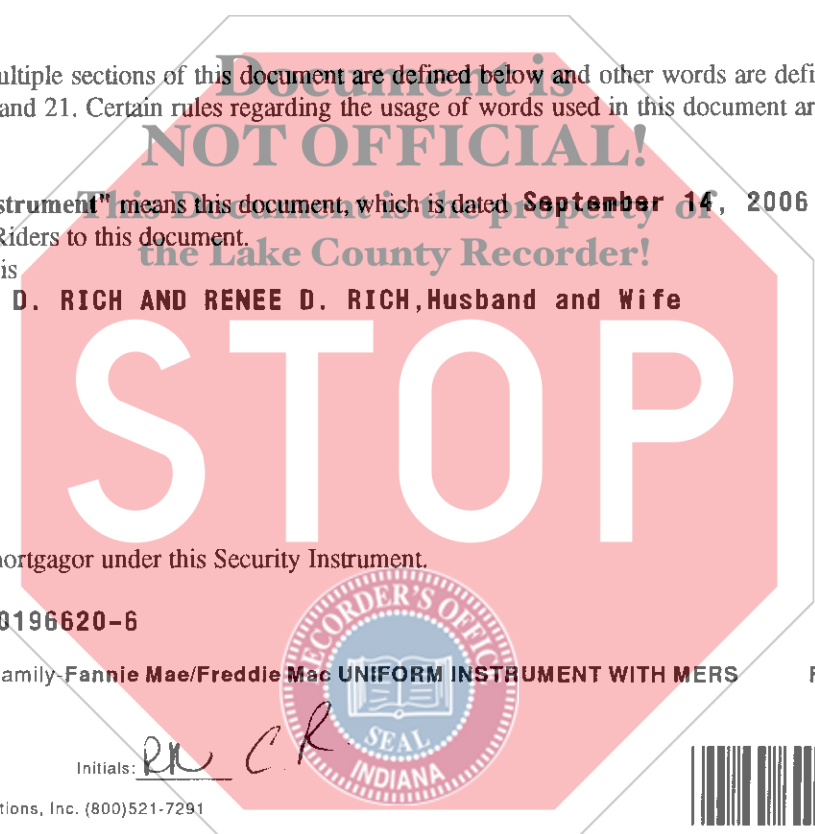 ultiple sections of this document are defined below and other words are defi
and 21. Certain rules regarding the usage of words used in this document ar
Document is
NOT OFFICIAL!
This Document is the property of
the Lake County Recorder!
strument" means this document, which is dated September 14, 2006
Riders to this document.
is
D. RICH AND RENEE D. RICH,Husband and Wife
STOP
ortgagor under this Security Instrument.
0196620-6
amily-Fannie Mae/Freddie Mac UNIFORM INSTRUMENT WITH MERS
RECORDER'S OFFICE
SEAL
INDIANA
Initials: RR C.R
tions, Inc. (800)521-7291